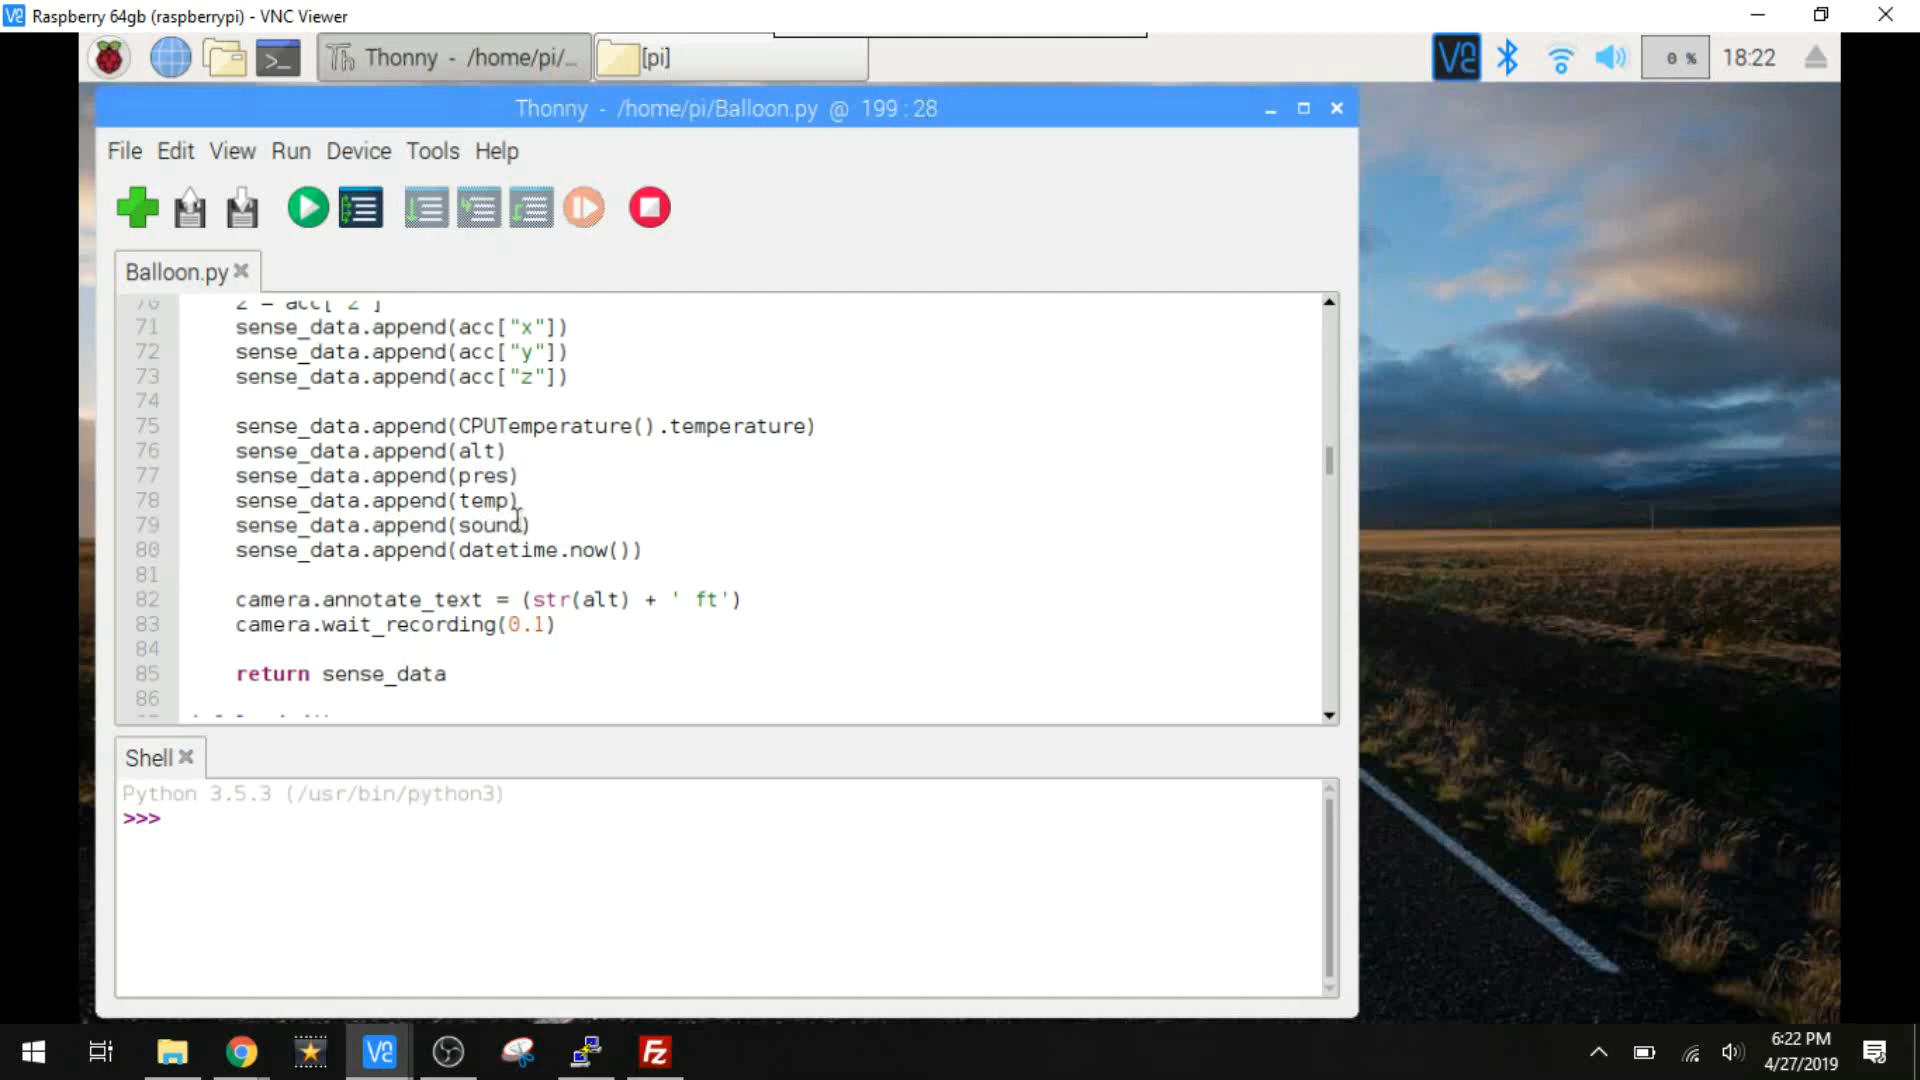 Raspberry 64gb (raspberrypi) - VNC Viewer
Thonny - /home/pi/...
[pi]
0 %
18:22
Thonny - /home/pi/Balloon.py @ 199 : 28
File Edit View Run Device Tools Help
Balloon.py
70 z = acc["z"]
71 sense_data.append(acc["x"])
72 sense_data.append(acc["y"])
73 sense_data.append(acc["z"])
74
75 sense_data.append(CPUTemperature().temperature)
76 sense_data.append(alt)
77 sense_data.append(pres)
78 sense_data.append(temp)
79 sense_data.append(sound)
80 sense_data.append(datetime.now())
81
82 camera.annotate_text = (str(alt) + ' ft')
83 camera.wait_recording(0.1)
84
85 return sense_data
86
Shell
Python 3.5.3 (/usr/bin/python3)
>>>
6:22 PM
4/27/2019